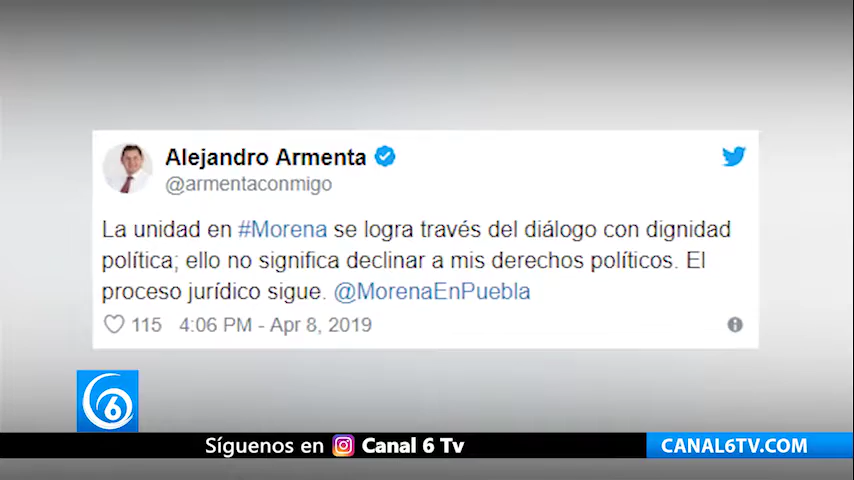 Alejandro Armenta
@armentaconmigo
La unidad en #Morena se logra través del diálogo con dignidad
política; ello no significa declinar a mis derechos políticos. El
proceso jurídico sigue. @MorenaEnPuebla
115 4:06 PM - Apr 8, 2019
6
Síguenos en Canal 6 Tv
CANAL6TV.COM